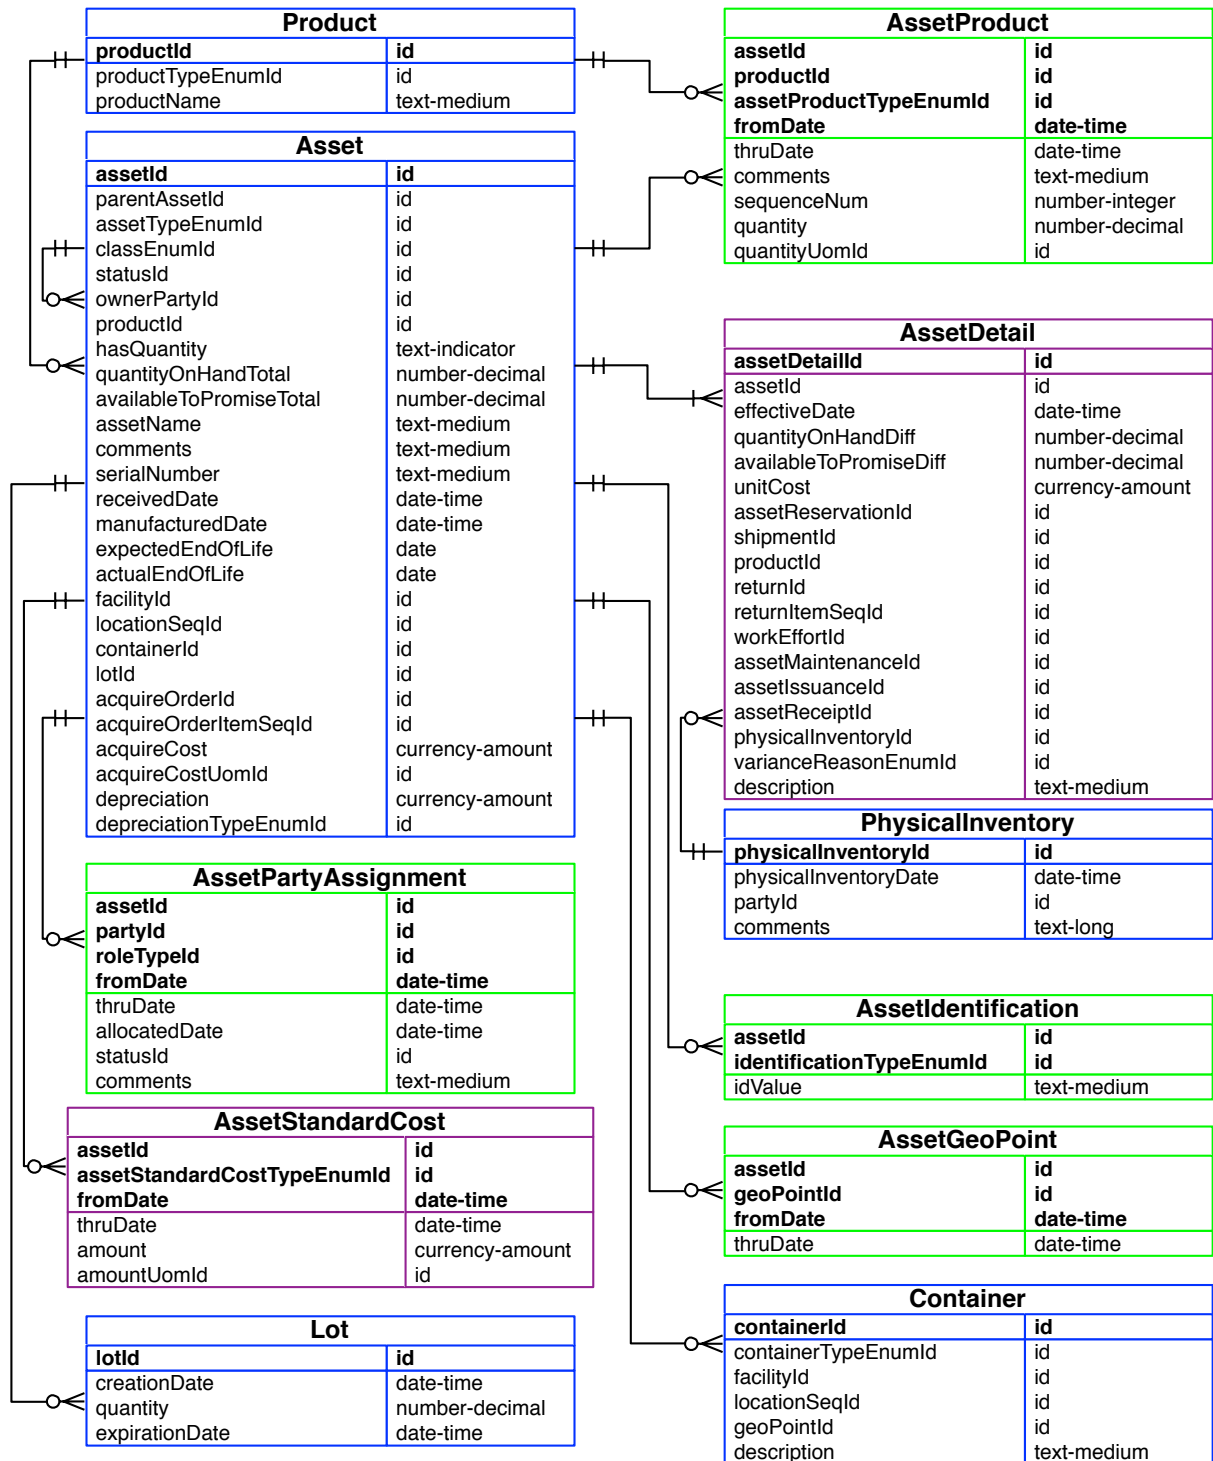 Product
productId id
productTypeEnumId id
productName text-medium
Asset
assetId id
parentAssetId id
assetTypeEnumId id
classEnumId id
statusId id
ownerPartyId id
productId id
hasQuantity text-indicator
quantityOnHandTotal number-decimal
availableToPromiseTotal number-decimal
assetName text-medium
comments text-medium
serialNumber text-medium
receivedDate date-time
manufacturedDate date-time
expectedEndOfLife date
actualEndOfLife date
facilityId id
locationSeqId id
containerId id
lotId id
acquireOrderId id
acquireOrderItemSeqId id
acquireCost currency-amount
acquireCostUomId id
depreciation currency-amount
depreciationTypeEnumId id
AssetPartyAssignment
assetId id
partyId id
roleTypeId id
fromDate date-time
thruDate date-time
allocatedDate date-time
statusId id
comments text-medium
AssetStandardCost
assetId id
assetStandardCostTypeEnumId id
fromDate date-time
thruDate date-time
amount currency-amount
amountUomId id
Lot
lotId id
creationDate date-time
quantity number-decimal
expirationDate date-time
AssetProduct
assetId id
productId id
assetProductTypeEnumId id
fromDate date-time
thruDate date-time
comments text-medium
sequenceNum number-integer
quantity number-decimal
quantityUomId id
AssetDetail
assetDetailId id
assetId id
effectiveDate date-time
quantityOnHandDiff number-decimal
availableToPromiseDiff number-decimal
unitCost currency-amount
assetReservationId id
shipmentId id
productId id
returnId id
returnItemSeqId id
workEffortId id
assetMaintenanceId id
assetIssuanceId id
assetReceiptId id
physicalInventoryId id
varianceReasonEnumId id
description text-medium
PhysicalInventory
physicalInventoryId id
physicalInventoryDate date-time
partyId id
comments text-long
AssetIdentification
assetId id
identificationTypeEnumId id
idValue text-medium
AssetGeoPoint
assetId id
geoPointId id
fromDate date-time
thruDate date-time
Container
containerId id
containerTypeEnumId id
facilityId id
locationSeqId id
geoPointId id
description text-medium